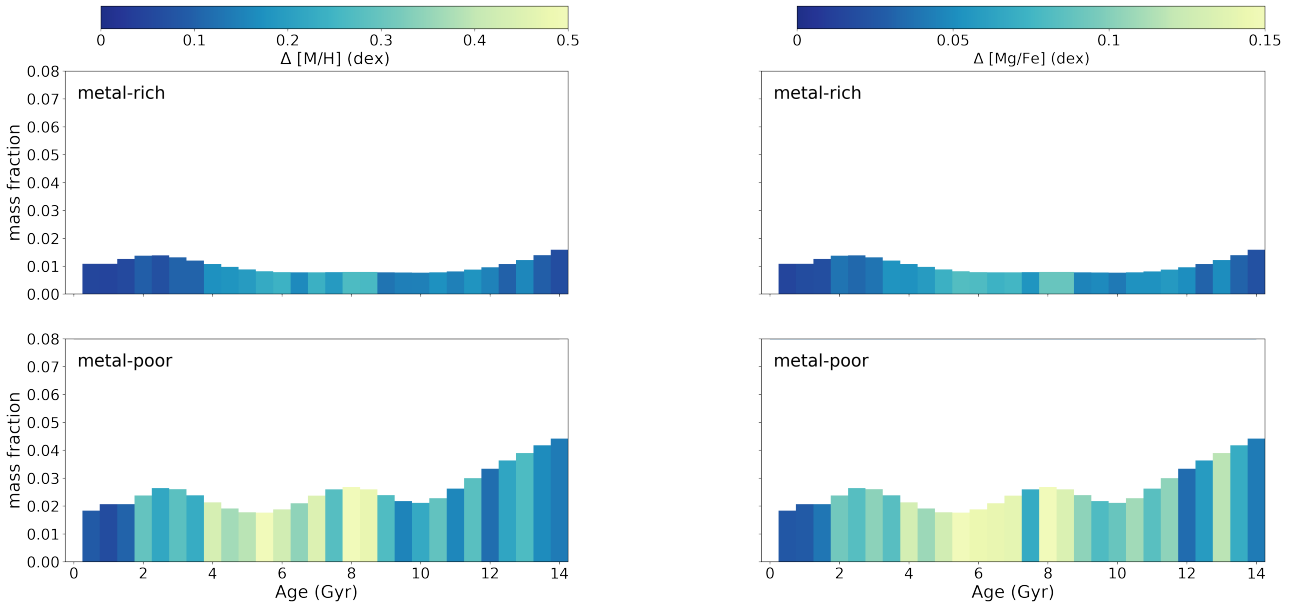 0 0.1 0.2 0.3 0.4 0.5
Δ [M/H] (dex)
0 0.05 0.1 0.15
Δ [Mg/Fe] (dex)
0.08
0.07
0.06
0.05
0.04
0.03
0.02
0.01
0.00
mass fraction
metal-rich
metal-rich
0.08
0.07
0.06
0.05
0.04
0.03
0.02
0.01
0.00
mass fraction
metal-poor
0 2 4 6 8 10 12 14
Age (Gyr)
metal-poor
0 2 4 6 8 10 12 14
Age (Gyr)